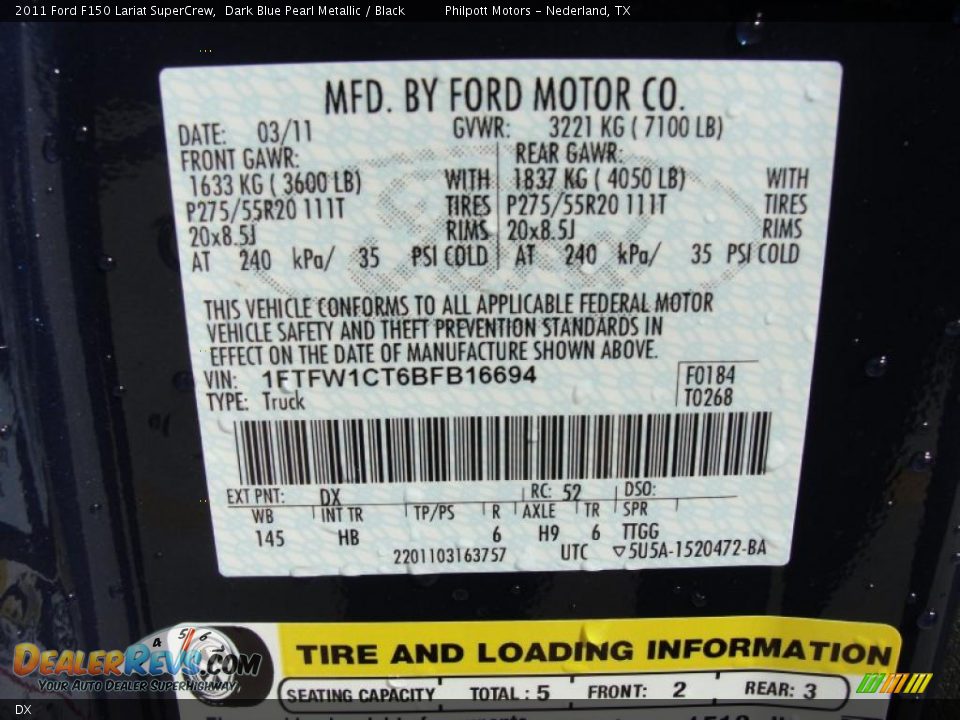 2011 Ford F150 Lariat SuperCrew, Dark Blue Pearl Metallic / Black Philpott Motors - Nederland, TX
MFD. BY FORD MOTOR CO.
DATE: 03/11 GVWR: 3221 KG ( 7100 LB)
FRONT GAWR: REAR GAWR:
1633 KG ( 3600 LB) WITH 1837 KG ( 4050 LB) WITH
P275/55R20 111T TIRES P275/55R20 111T TIRES
20x8.5J RIMS 20x8.5J RIMS
AT 240 kPa/ 35 PSI COLD AT 240 kPa/ 35 PSI COLD
THIS VEHICLE CONFORMS TO ALL APPLICABLE FEDERAL MOTOR
VEHICLE SAFETY AND THEFT PREVENTION STANDARDS IN
EFFECT ON THE DATE OF MANUFACTURE SHOWN ABOVE.
VIN: 1FTFW1CT6BFB16694 F0184
TYPE: Truck T0268
EXT PNT: DX RC: 52 DSO:
WB INT TR TP/PS R AXLE TR SPR
145 HB 6 H9 6 TTGG
2201103163757 UTC ▽5U5A-1520472-BA
4 5 6
DEALERREVS.COM
YOUR AUTO DEALER SUPERHIGHWAY
TIRE AND LOADING INFORMATION
SEATING CAPACITY TOTAL : 5 FRONT: 2 REAR: 3
DX